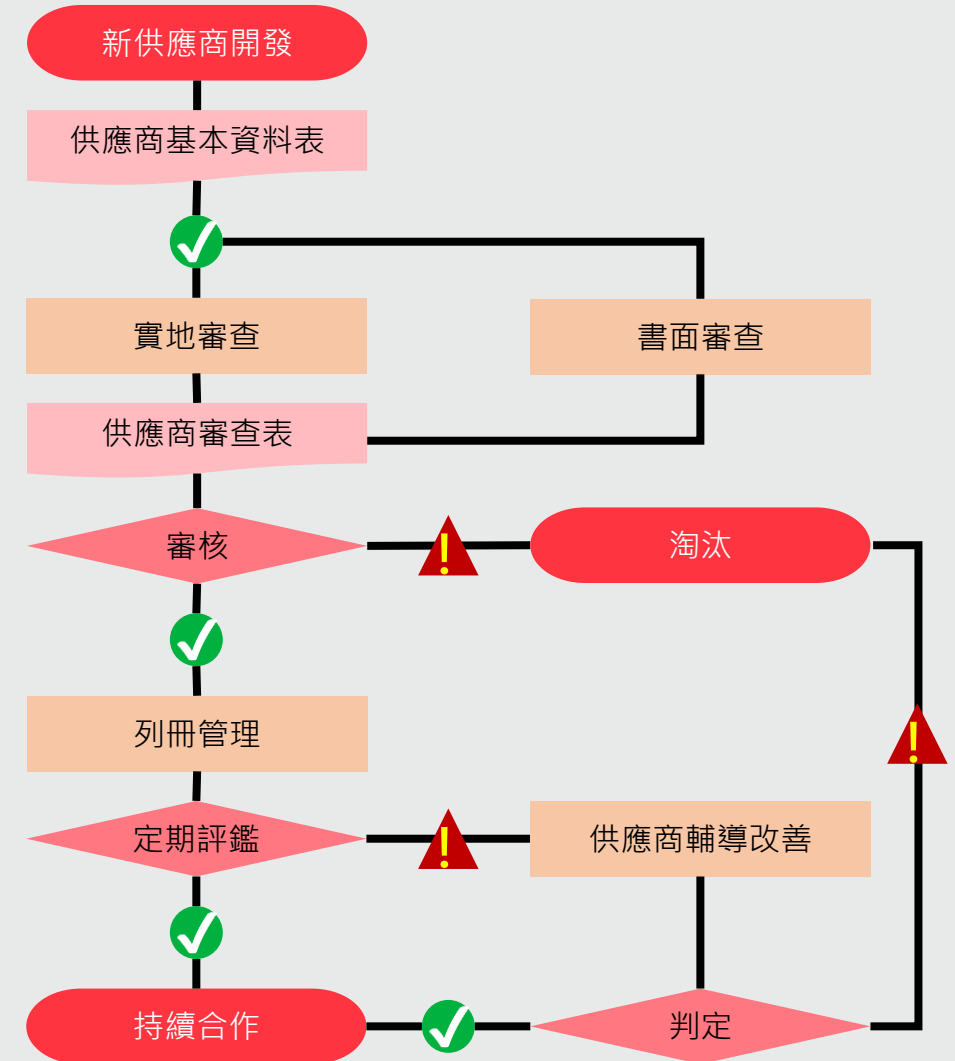 新供應商開發
供應商基本資料表
實地審查
書面審查
供應商審查表
審核
淘汰
列冊管理
定期評鑑
供應商輔導改善
持續合作
判定